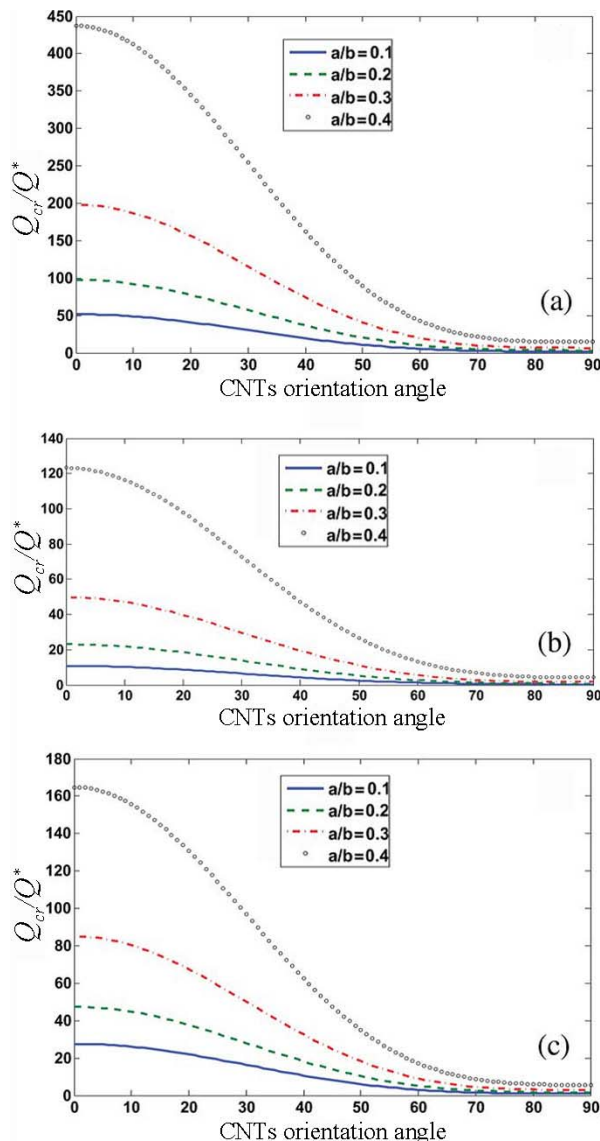 450
400
350
300
250
200
150
100
50
0
Q_cr/Q*
a/b=0.1
a/b=0.2
a/b=0.3
a/b=0.4
(a)
0 10 20 30 40 50 60 70 80 90
CNTs orientation angle
140
120
100
80
60
40
20
0
Q_cr/Q*
a/b=0.1
a/b=0.2
a/b=0.3
a/b=0.4
(b)
0 10 20 30 40 50 60 70 80 90
CNTs orientation angle
180
160
140
120
100
80
60
40
20
0
Q_cr/Q*
a/b=0.1
a/b=0.2
a/b=0.3
a/b=0.4
(c)
0 10 20 30 40 50 60 70 80 90
CNTs orientation angle